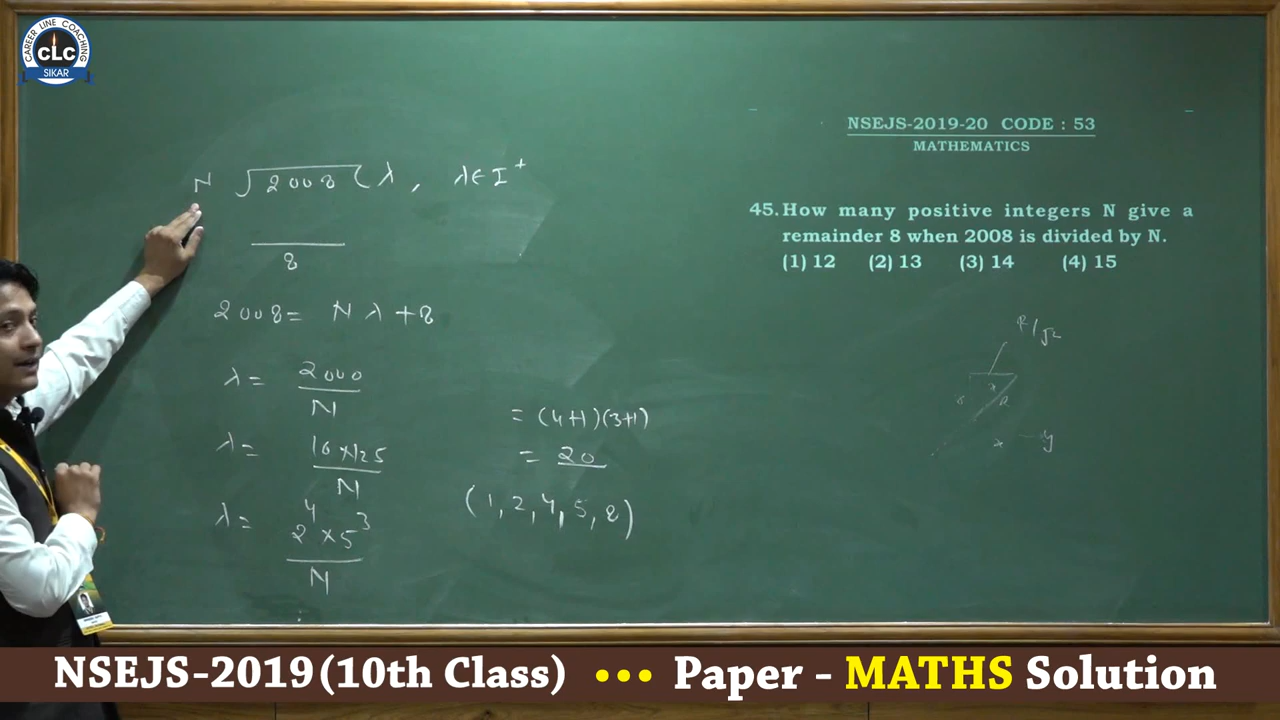 CAREER LINE COACHING
CLC
SIKAR
N √2008 ( λ , λ ∈ I⁺
8
2008 = N λ + 8
λ = 2000 / N
λ = 16 × 125 / N
λ = 2⁴ × 5³ / N
= (4+1)(3+1)
= 20
(1, 2, 4, 5, 8)
NSEJS-2019-20 CODE : 53
MATHEMATICS
45. How many positive integers N give a
remainder 8 when 2008 is divided by N.
(1) 12 (2) 13 (3) 14 (4) 15
NSEJS-2019(10th Class) ••• Paper - MATHS Solution